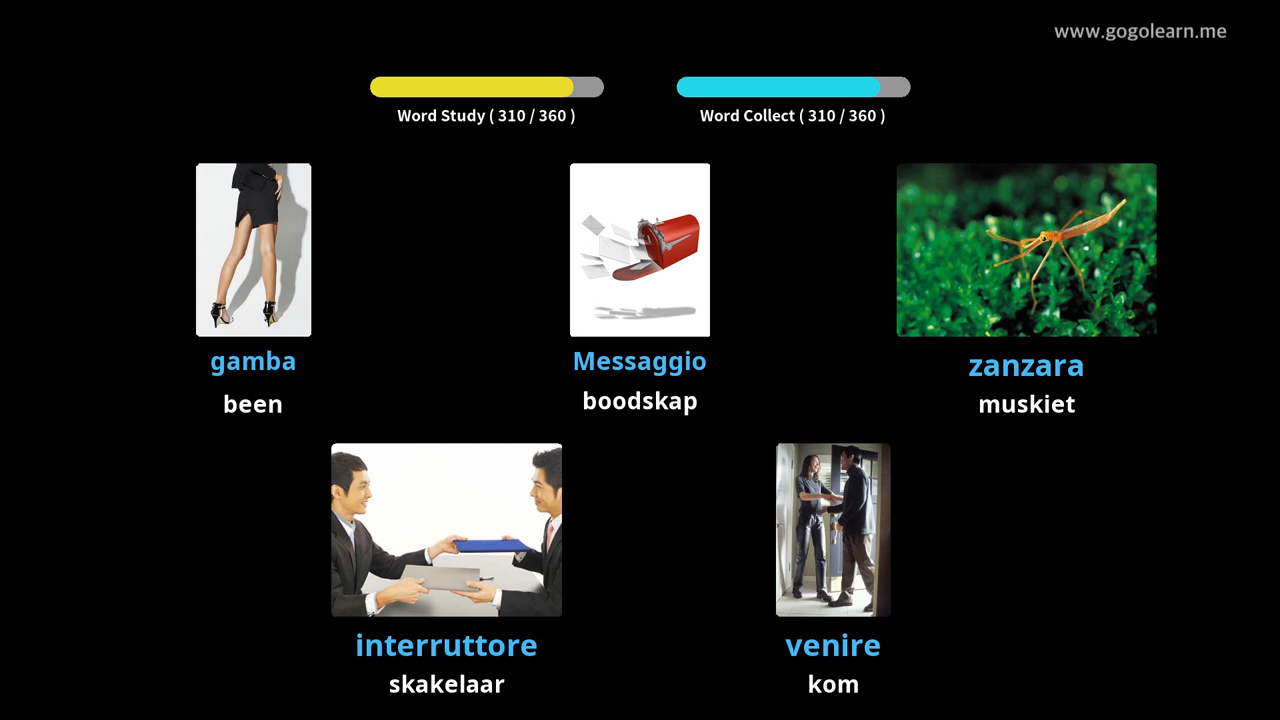 www.gogolearn.me
Word Study ( 310 / 360 )
Word Collect ( 310 / 360 )
gamba
been
Messaggio
boodskap
zanzara
muskiet
interruttore
skakelaar
venire
kom